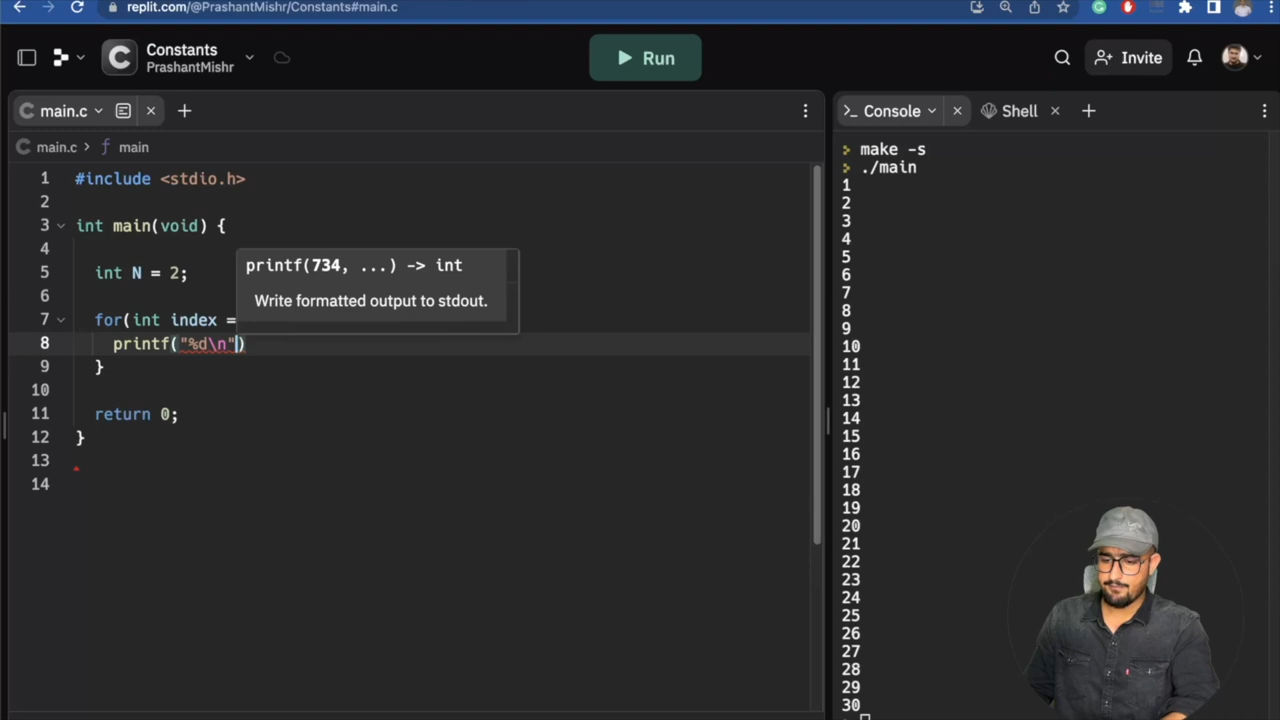 replit.com/@PrashantMishr/Constants#main.c
Constants
PrashantMishr
Run
Invite
main.c
main.c > ƒ main
1 #include <stdio.h>
2
3 int main(void) {
4
5 int N = 2;
6
7 for(int index =
8 printf("%d\n")
9 }
10
11 return 0;
12 }
13
14
printf(734, ...) -> int
Write formatted output to stdout.
>_ Console
Shell
make -s
./main
1
2
3
4
5
6
7
8
9
10
11
12
13
14
15
16
17
18
19
20
21
22
23
24
25
26
27
28
29
30